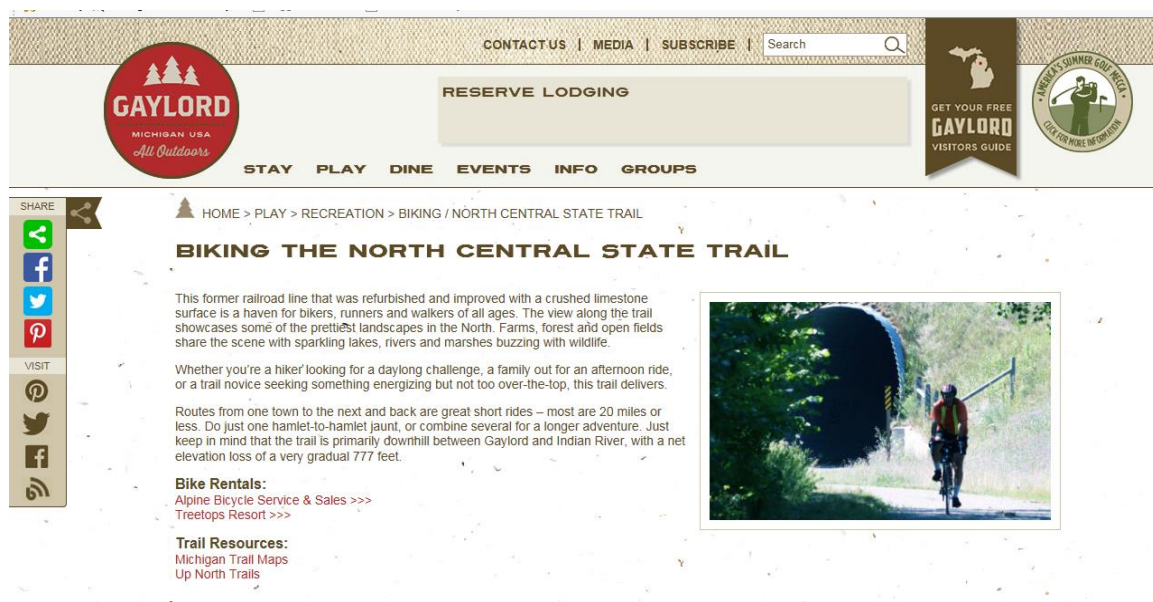 CONTACT US | MEDIA | SUBSCRIBE |
Search
GAYLORD
MICHIGAN USA
All Outdoors
RESERVE LODGING
GET YOUR FREE
GAYLORD
VISITORS GUIDE
AMERICA'S SUMMER GOLF MECCA
CLICK FOR MORE INFORMATION
STAY PLAY DINE EVENTS INFO GROUPS
SHARE
VISIT
HOME > PLAY > RECREATION > BIKING / NORTH CENTRAL STATE TRAIL
BIKING THE NORTH CENTRAL STATE TRAIL
This former railroad line that was refurbished and improved with a crushed limestone
surface is a haven for bikers, runners and walkers of all ages. The view along the trail
showcases some of the prettiest landscapes in the North. Farms, forest and open fields
share the scene with sparkling lakes, rivers and marshes buzzing with wildlife.
Whether you're a hiker looking for a daylong challenge, a family out for an afternoon ride,
or a trail novice seeking something energizing but not too over-the-top, this trail delivers.
Routes from one town to the next and back are great short rides – most are 20 miles or
less. Do just one hamlet-to-hamlet jaunt, or combine several for a longer adventure. Just
keep in mind that the trail is primarily downhill between Gaylord and Indian River, with a net
elevation loss of a very gradual 777 feet.
Bike Rentals:
Alpine Bicycle Service & Sales >>>
Treetops Resort >>>
Trail Resources:
Michigan Trail Maps
Up North Trails